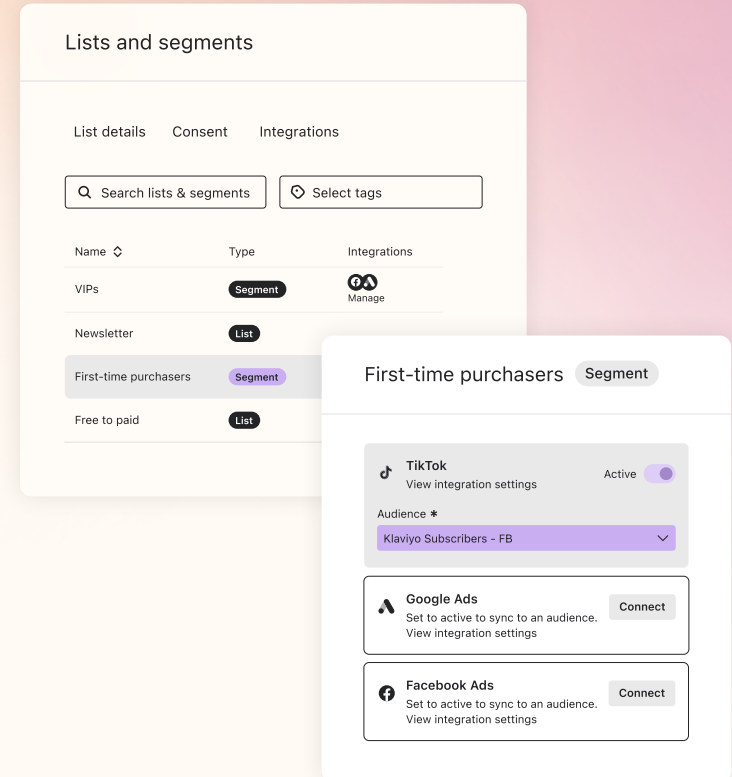 Lists and segments
List details Consent Integrations
Search lists & segments Select tags
Name Type Integrations
VIPs Segment Manage
Newsletter List
First-time purchasers Segment
Free to paid List
First-time purchasers Segment
TikTok
View integration settings
Active
Audience *
Klaviyo Subscribers - FB
Google Ads
Set to active to sync to an audience.
View integration settings
Connect
Facebook Ads
Set to active to sync to an audience.
View integration settings
Connect